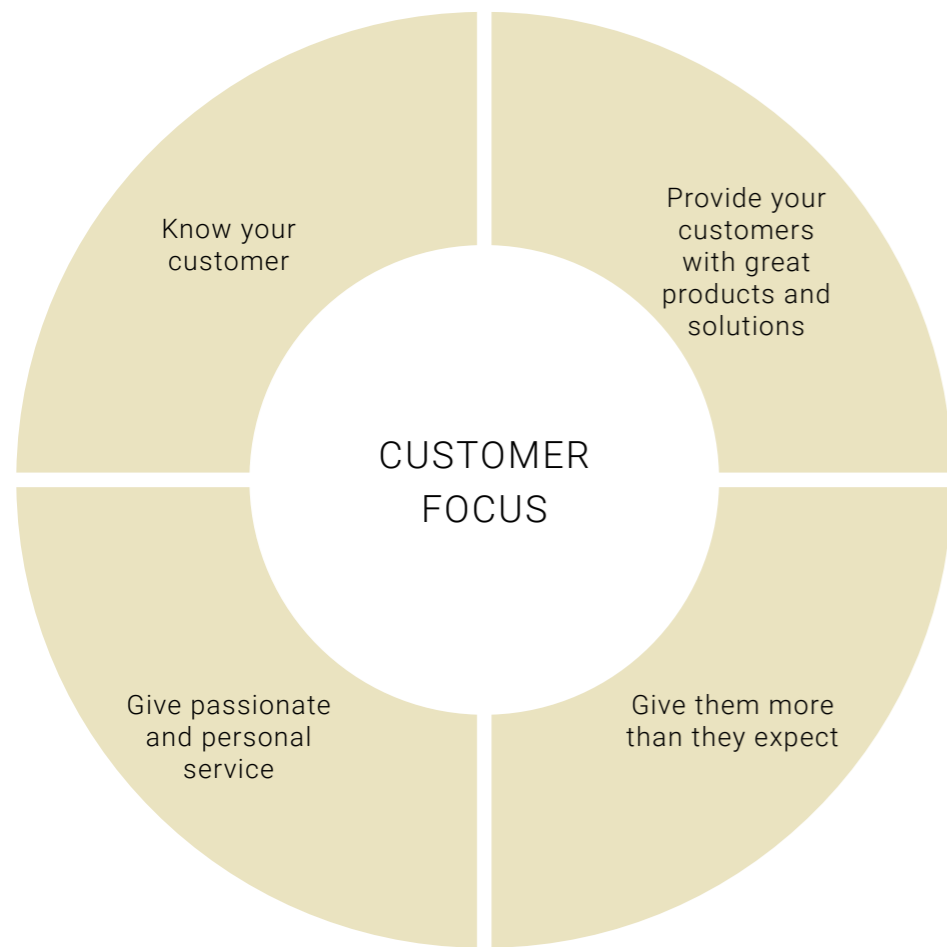 Know your
customer
Provide your
customers
with great
products and
solutions
CUSTOMER
FOCUS
Give passionate
and personal
service
Give them more
than they expect